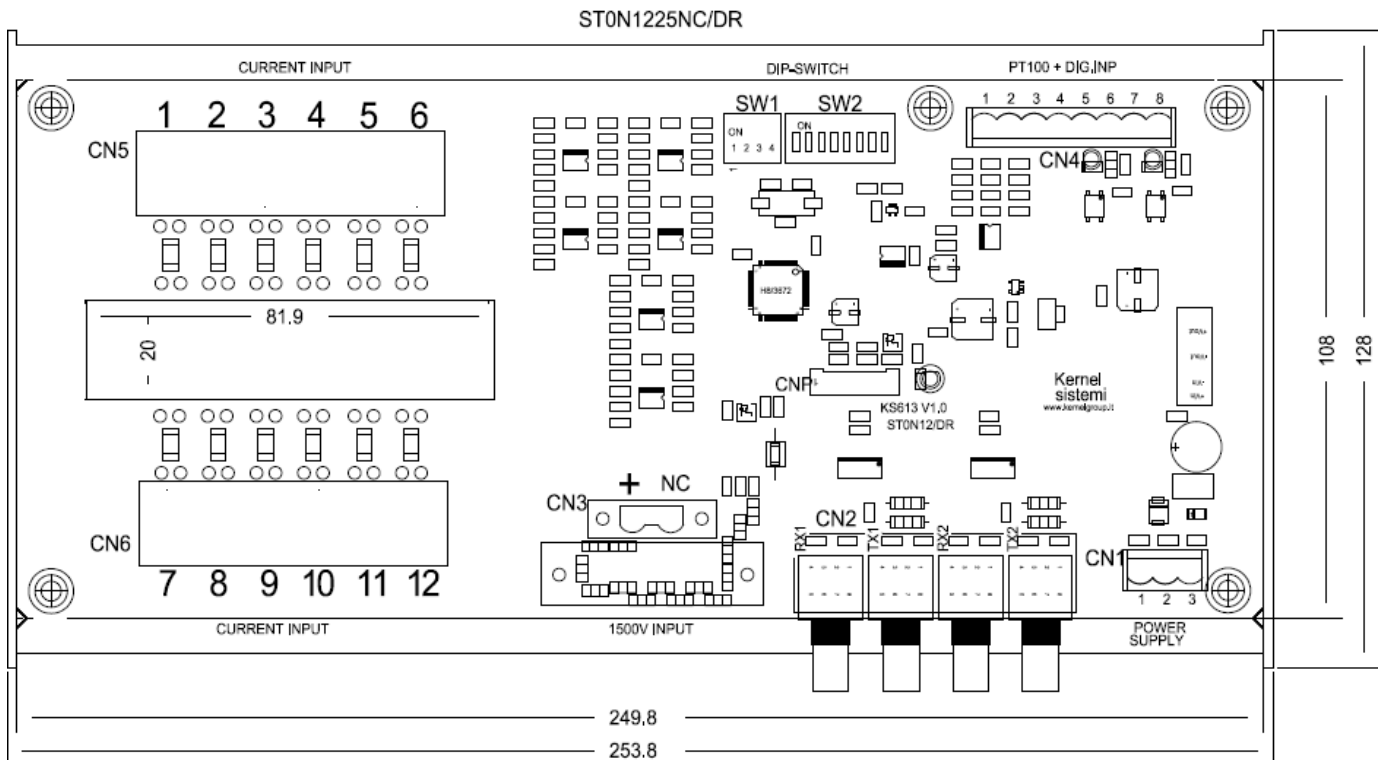 ST0N1225NC/DR
CURRENT INPUT
DIP-SWITCH
PT100 + DIG.INP
1 2 3 4 5 6
SW1
SW2
1 2 3 4 5 6 7 8
CN5
ON
1 2 3 4
1
ON
CN4
H8/3672
81.9
20
108
128
CNP
Kernel
sistemi
www.kernelgroup.it
KS613 V1.0
ST0N12/DR
+ NC
CN3
CN2
RX1
TX1
RX2
TX2
CN6
CN1
7 8 9 10 11 12
1 2 3
CURRENT INPUT
1500V INPUT
POWER
SUPPLY
249.8
253.8